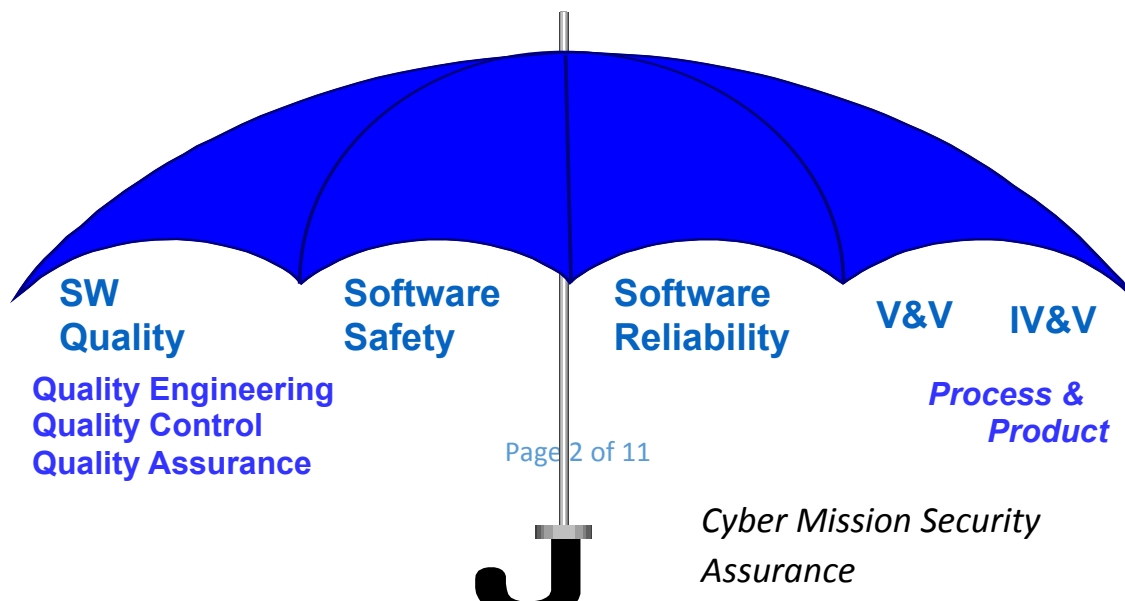 SW
Quality
Software
Safety
Software
Reliability
V&V
IV&V
Quality Engineering
Quality Control
Quality Assurance
Process &
Product
Page 2 of 11
Cyber Mission Security
Assurance